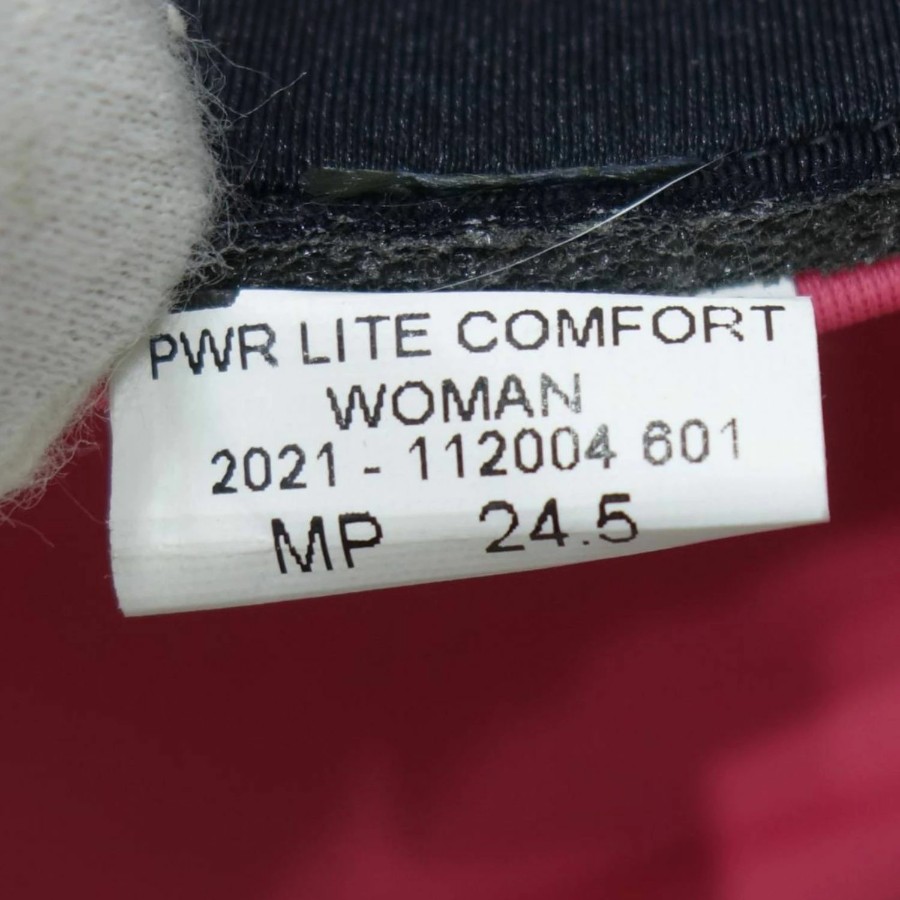 PWR LITE COMFORT
WOMAN
2021 - 112004 601
MP 24.5